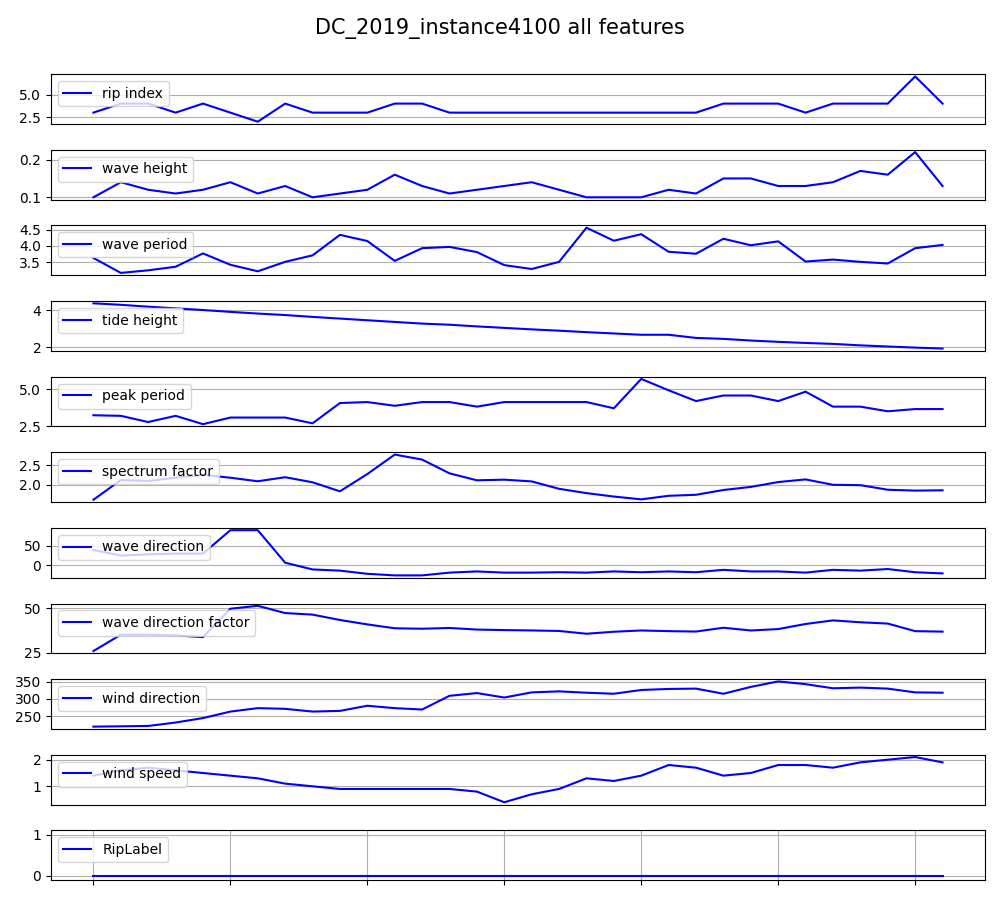 DC_2019_instance4100 all features
5.0
2.5
rip index
0.2
0.1
wave height
4.5
4.0
3.5
wave period
4
2
tide height
5.0
2.5
peak period
2.5
2.0
spectrum factor
50
0
wave direction
50
25
wave direction factor
350
300
250
wind direction
2
1
wind speed
1
0
RipLabel